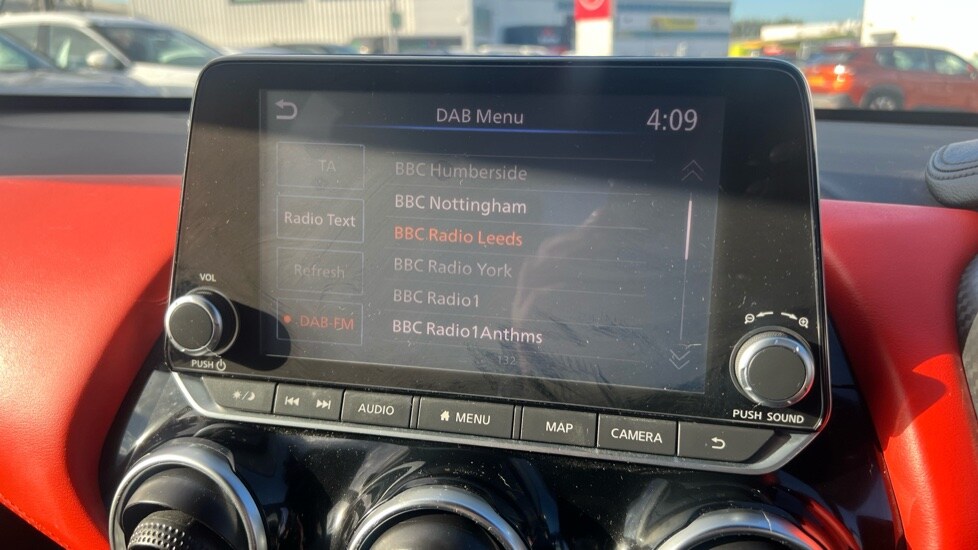 DAB Menu 4:09
TA
BBC Humberside
Radio Text
BBC Nottingham
BBC Radio Leeds
Refresh
BBC Radio York
BBC Radio1
DAB-FM
BBC Radio1Anthms
132
VOL
PUSH
PUSH SOUND
AUDIO
MENU
MAP
CAMERA